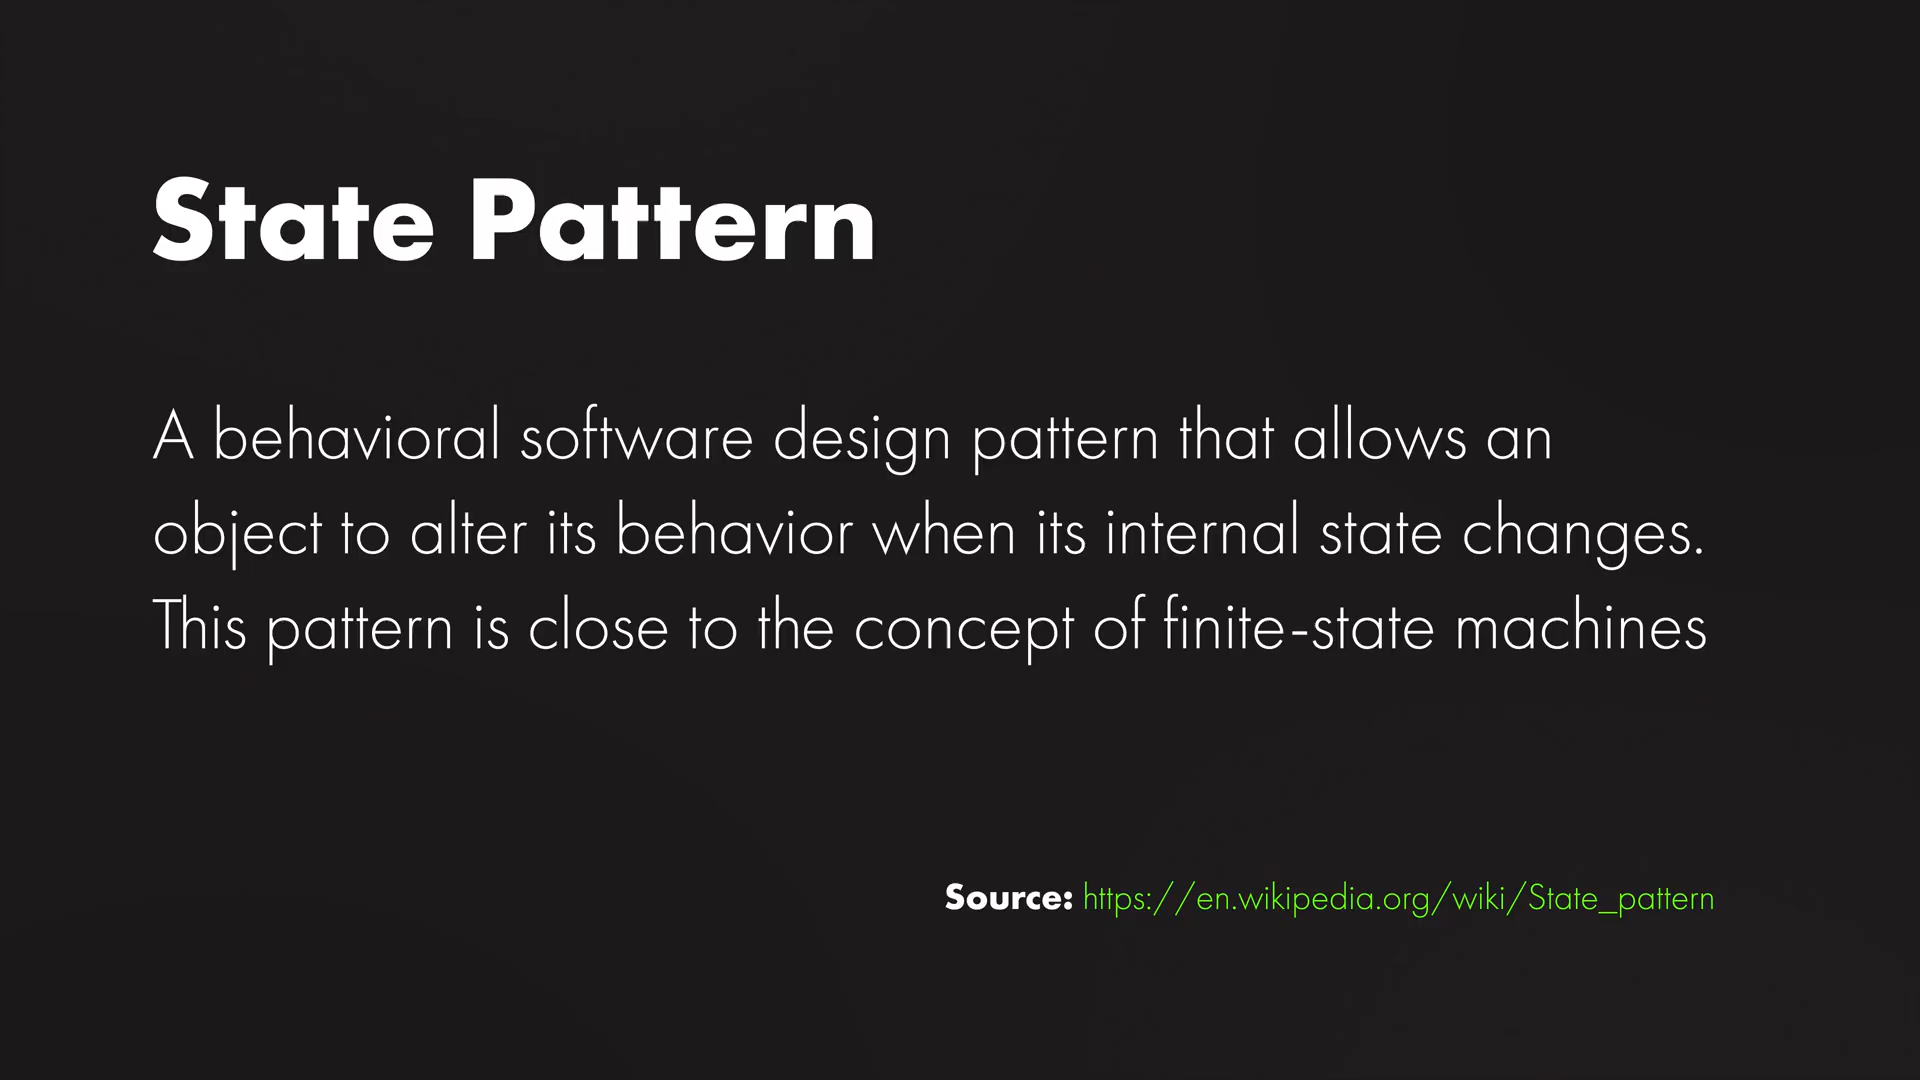 State Pattern
A behavioral software design pattern that allows an
object to alter its behavior when its internal state changes.
This pattern is close to the concept of finite-state machines
Source: https://en.wikipedia.org/wiki/State_pattern